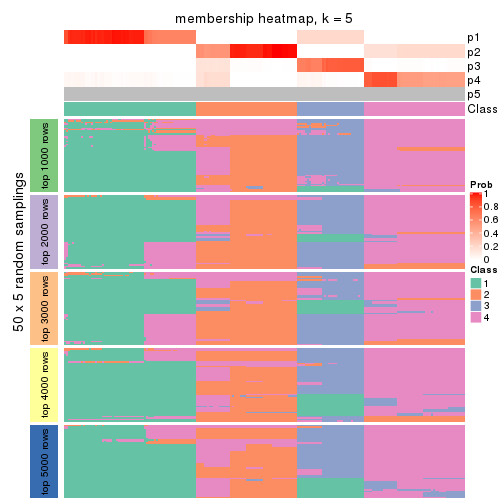 membership heatmap, k = 5
p1
p2
p3
p4
p5
Class
50 x 5 random samplings
top 1000 rows
top 2000 rows
top 3000 rows
top 4000 rows
top 5000 rows
Prob
1
0.8
0.6
0.4
0.2
0
Class
1
2
3
4